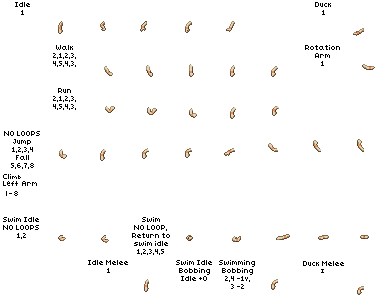 Idle
1
Duck
1
Walk
2,1,2,3,
4,5,4,3,
Rotation
Arm
1
Run
2,1,2,3,
4,5,4,3,
NO LOOPS
Jump
1,2,3,4
Fall
5,6,7,8
Climb
Left Arm
1-8
Swim Idle
NO LOOPS
1,2
Swim
NO LOOP,
Return to
swim idle
1,2,3,4,5
Idle Melee
1
Swim Idle
Bobbing
Idle +0
Swimming
Bobbing
2,4 -1v,
3 -2
Duck Melee
1